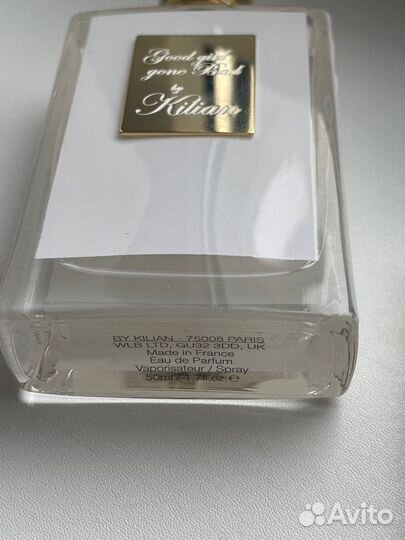 Good girl
gone Bad
by
Kilian
BY KILIAN - 75008 PARIS
WLB LTD, GU32 3DD, UK
Made in France
Eau de Parfum
Vaporisateur / Spray
50ml / 1.7fl.oz. e
Avito